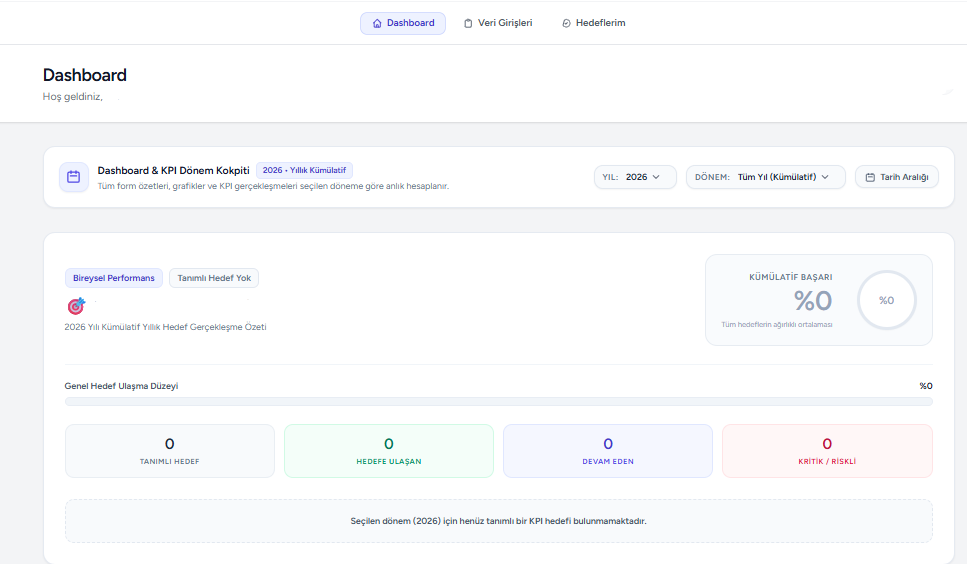 Dashboard
Veri Girişleri
Hedeflerim
Dashboard
Hoş geldiniz,
Dashboard & KPI Dönem Kokpiti
2026 • Yıllık Kümülatif
Tüm form özetleri, grafikler ve KPI gerçekleşmeleri seçilen döneme göre anlık hesaplanır.
YIL: 2026
DÖNEM: Tüm Yıl (Kümülatif)
Tarih Aralığı
Bireysel Performans
Tanımlı Hedef Yok
2026 Yılı Kümülatif Yıllık Hedef Gerçekleşme Özeti
KÜMÜLATİF BAŞARI
%0
Tüm hedeflerin ağırlıklı ortalaması
%0
Genel Hedef Ulaşma Düzeyi
%0
0
TANIMLI HEDEF
0
HEDEFE ULAŞAN
0
DEVAM EDEN
0
KRİTİK / RİSKLİ
Seçilen dönem (2026) için henüz tanımlı bir KPI hedefi bulunmamaktadır.